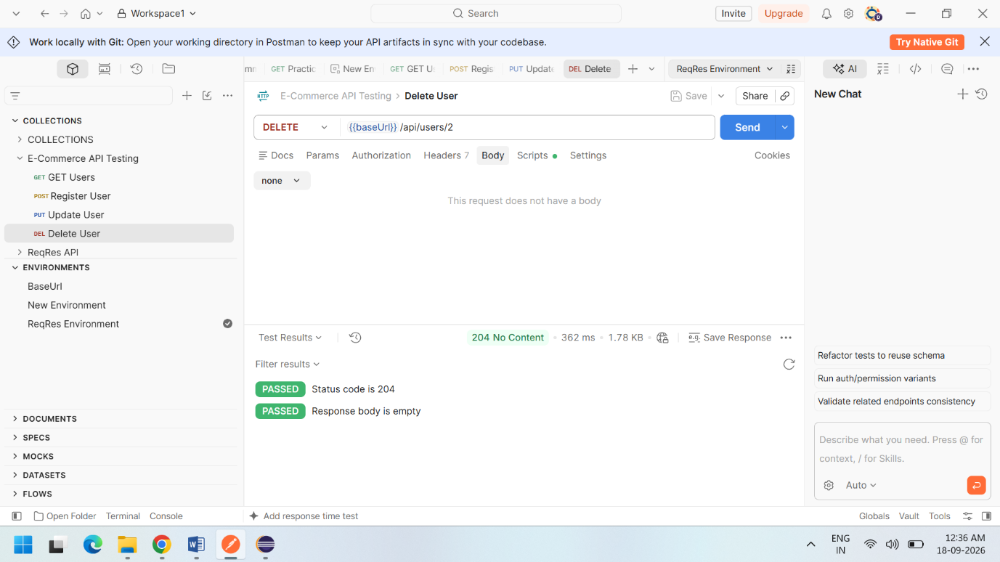 Workspace1
Search
Invite
Upgrade
Work locally with Git: Open your working directory in Postman to keep your API artifacts in sync with your codebase.
Try Native Git
GET Practic
New En
GET GET U
POST Regis
PUT Update
DEL Delete
ReqRes Environment
AI
E-Commerce API Testing > Delete User
Save
Share
New Chat
COLLECTIONS
COLLECTIONS
E-Commerce API Testing
GET GET Users
POST Register User
PUT Update User
DEL Delete User
ReqRes API
ENVIRONMENTS
BaseUrl
New Environment
ReqRes Environment
DOCUMENTS
SPECS
MOCKS
DATASETS
FLOWS
DELETE
{{baseUrl}} /api/users/2
Send
Docs Params Authorization Headers 7 Body Scripts Settings Cookies
none
This request does not have a body
Test Results
204 No Content • 362 ms • 1.78 KB
e.g. Save Response
Filter results
PASSED Status code is 204
PASSED Response body is empty
Refactor tests to reuse schema
Run auth/permission variants
Validate related endpoints consistency
Describe what you need. Press @ for
context, / for Skills.
Auto
Open Folder Terminal Console
Add response time test
Globals Vault Tools
ENG
IN
12:36 AM
18-09-2026